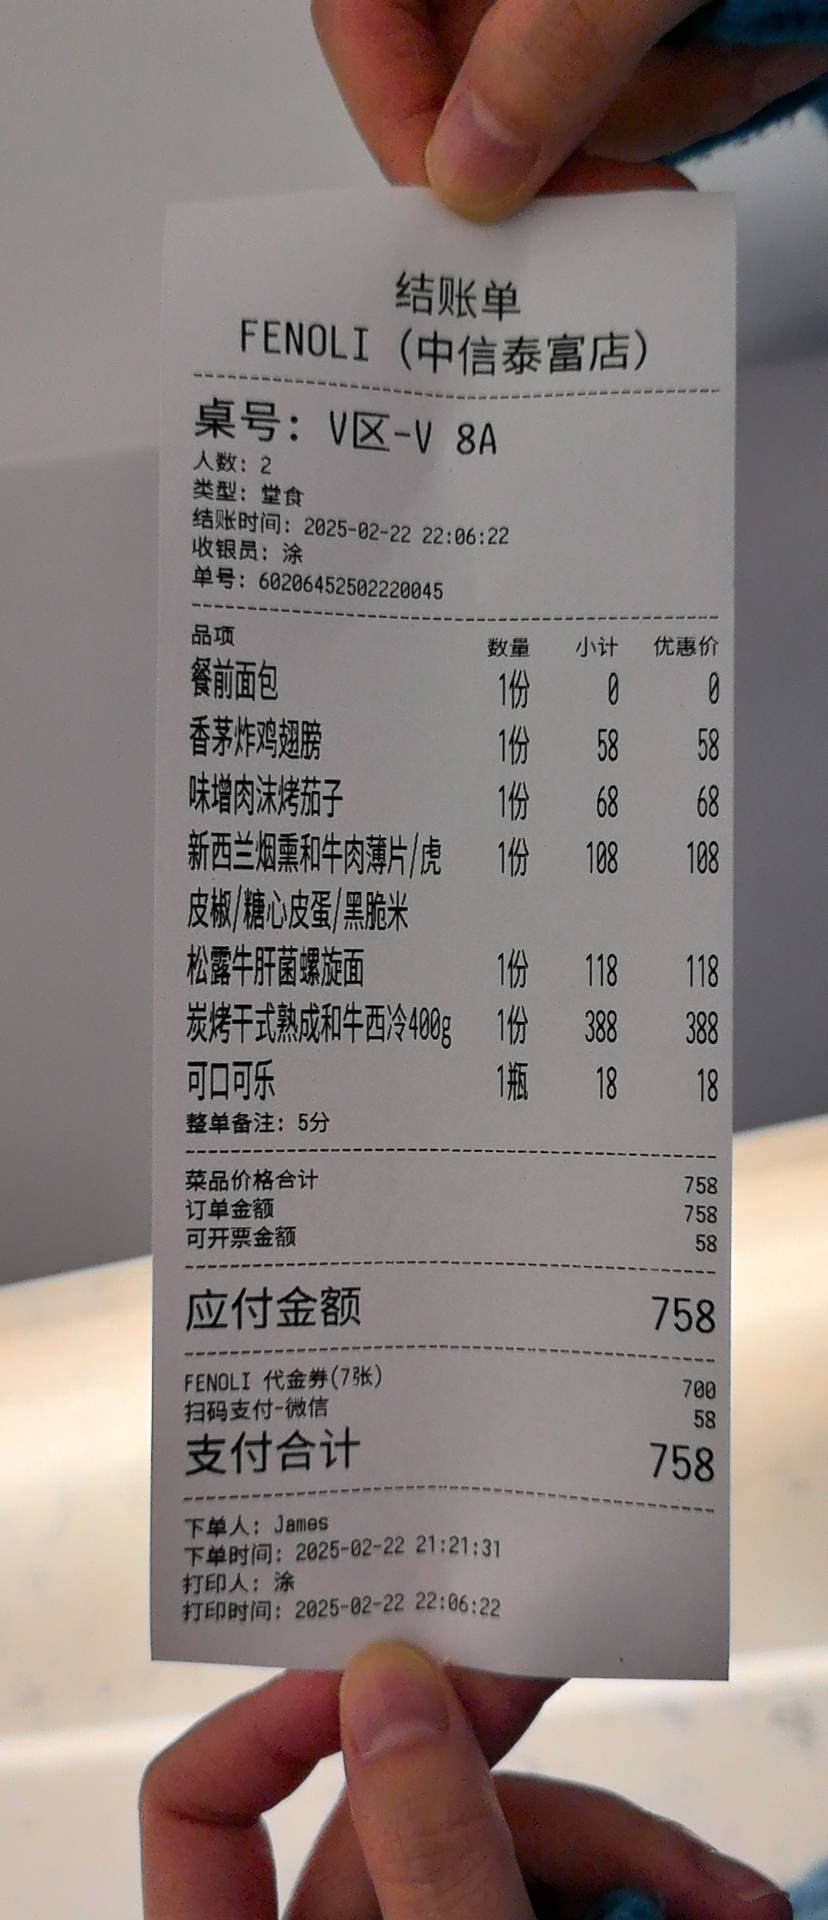 结账单
FENOLI（中信泰富店）
桌号：V区-V 8A
人数：2
类型：堂食
结账时间：2025-02-22 22:06:22
收银员：涂
单号：60206452502220045
品项 数量 小计 优惠价
餐前面包 1份 0 0
香茅炸鸡翅膀 1份 58 58
味增肉沫烤茄子 1份 68 68
新西兰烟熏和牛肉薄片/虎 1份 108 108
皮椒/糖心皮蛋/黑脆米
松露牛肝菌螺旋面 1份 118 118
炭烤干式熟成和牛西冷400g 1份 388 388
可口可乐 1瓶 18 18
整单备注：5分
菜品价格合计 758
订单金额 758
可开票金额 58
应付金额 758
FENOLI 代金券(7张) 700
扫码支付-微信 58
支付合计 758
下单人：James
下单时间：2025-02-22 21:21:31
打印人：涂
打印时间：2025-02-22 22:06:22